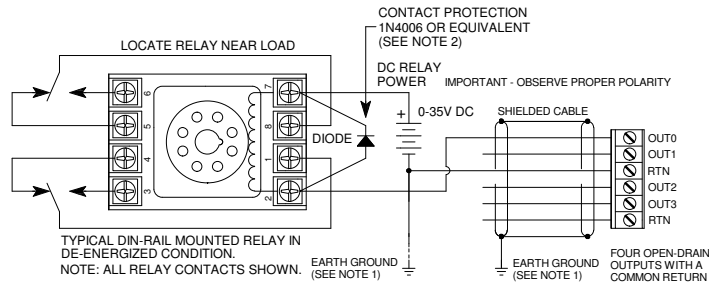 CONTACT PROTECTION
1N4006 OR EQUIVALENT
(SEE NOTE 2)
LOCATE RELAY NEAR LOAD
DC RELAY
POWER
IMPORTANT - OBSERVE PROPER POLARITY
6
5
4
3
7
8
1
2
DIODE
+
0-35V DC
SHIELDED CABLE
OUT0
OUT1
RTN
OUT2
OUT3
RTN
TYPICAL DIN-RAIL MOUNTED RELAY IN
DE-ENERGIZED CONDITION.
NOTE: ALL RELAY CONTACTS SHOWN.
EARTH GROUND
(SEE NOTE 1)
EARTH GROUND
(SEE NOTE 1)
FOUR OPEN-DRAIN
OUTPUTS WITH A
COMMON RETURN